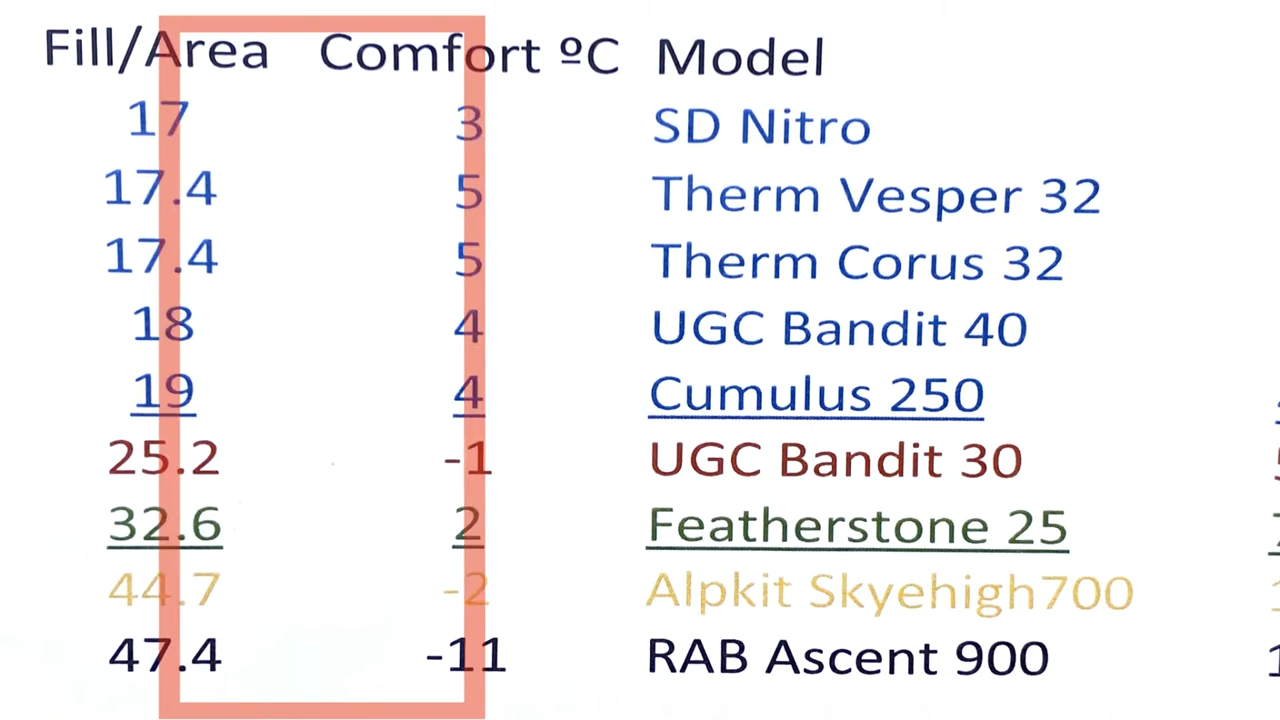 Fill/Area Comfort ºC Model
17 3 SD Nitro
17.4 5 Therm Vesper 32
17.4 5 Therm Corus 32
18 4 UGC Bandit 40
19 4 Cumulus 250
25.2 -1 UGC Bandit 30
32.6 2 Featherstone 25
44.7 -2 Alpkit Skyehigh700
47.4 -11 RAB Ascent 900